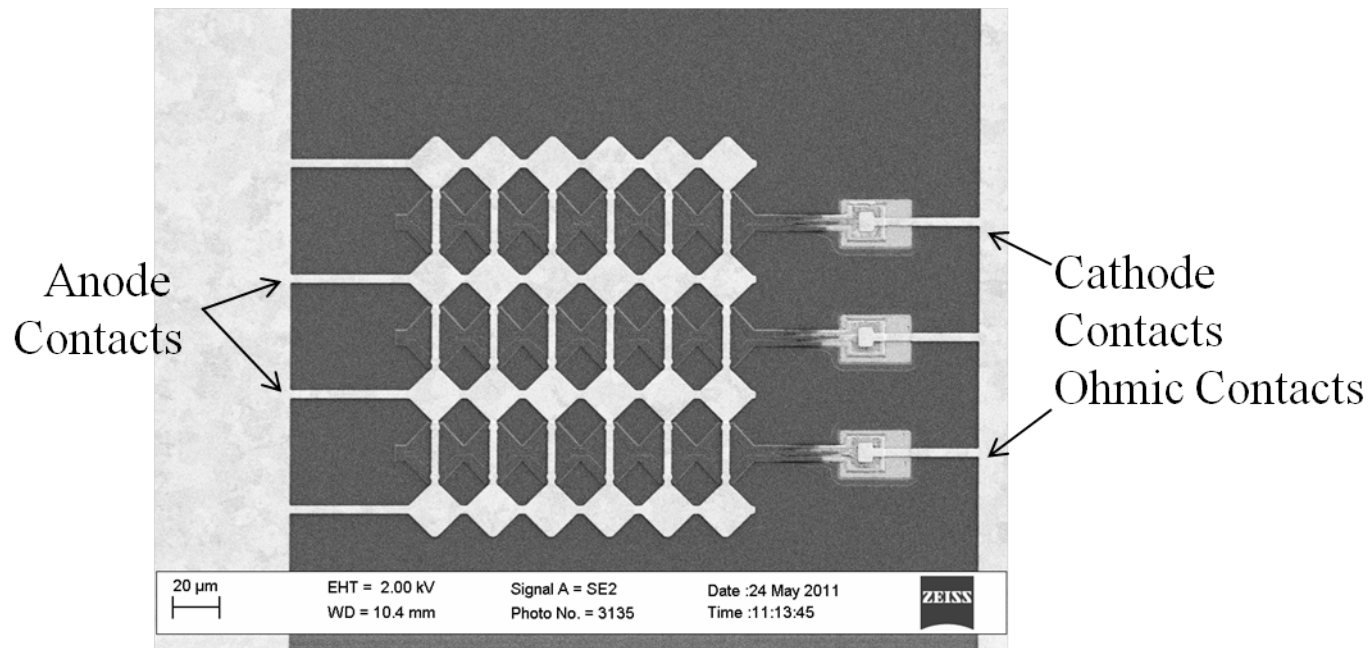 Anode
Contacts
Cathode
Contacts
Ohmic Contacts
20 µm
EHT = 2.00 kV
Signal A = SE2
Date :24 May 2011
WD = 10.4 mm
Photo No. = 3135
Time :11:13:45
ZEISS